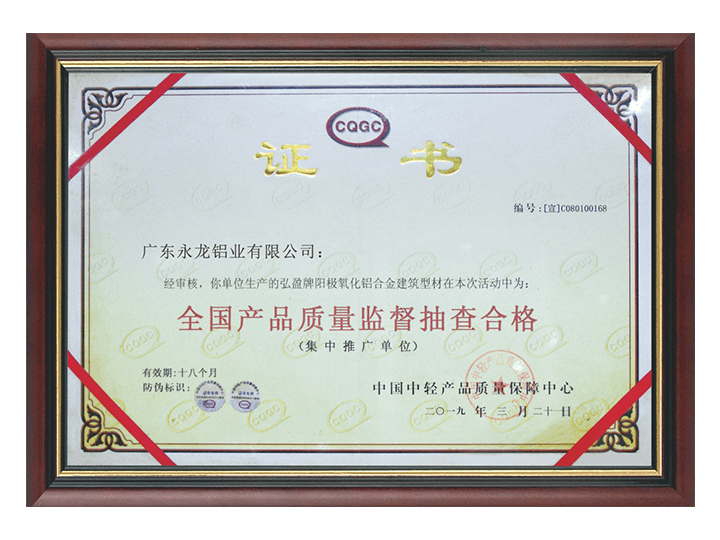 CQGC
证书
编号:[宣]C080100168
广东永龙铝业有限公司：
经审核，你单位生产的弘盈牌阳极氧化铝合金建筑型材在本次活动中为：
全国产品质量监督抽查合格
（集中推广单位）
有效期:十八个月
防伪标识：
中国中轻产品质量保障中心
二〇一九年三月二十一日